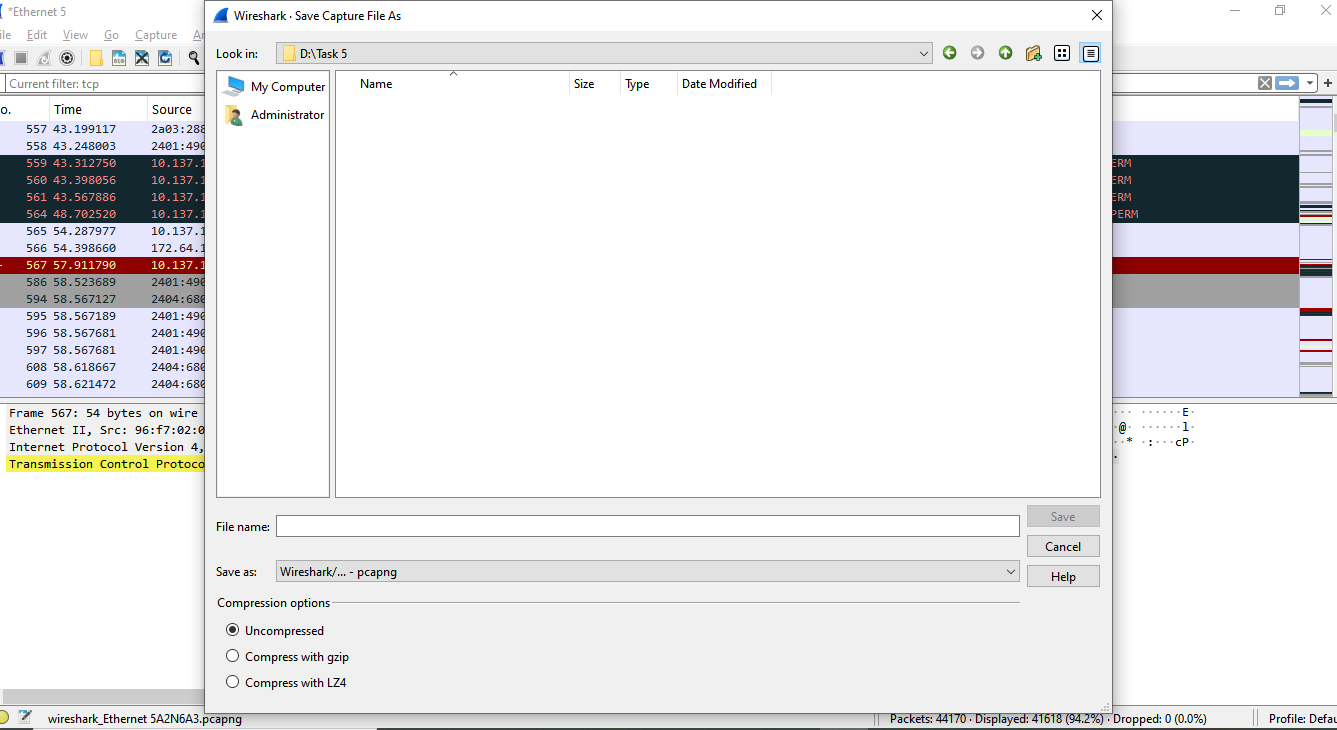 *Ethernet 5
Wireshark · Save Capture File As
ile Edit View Go Capture Ar
Look in: D:\Task 5
Current filter: tcp
My Computer
Administrator
Name Size Type Date Modified
o. Time Source
557 43.199117 2a03:288
558 43.248003 2401:490
559 43.312750 10.137.1 ERM
560 43.398056 10.137.1 ERM
561 43.567886 10.137.1 ERM
564 48.702520 10.137.1 PERM
565 54.287977 10.137.1
566 54.398660 172.64.1
567 57.911790 10.137.1
586 58.523689 2401:490
594 58.567127 2404:680
595 58.567189 2401:490
596 58.567681 2401:490
597 58.567681 2401:490
608 58.618667 2404:680
609 58.621472 2404:680
Frame 567: 54 bytes on wire ··· ······E·
Ethernet II, Src: 96:f7:02:0 ·@· ······l·
Internet Protocol Version 4, ··* ·:···cP·
Transmission Control Protoco .
File name: Save
Cancel
Save as: Wireshark/... - pcapng Help
Compression options
Uncompressed
Compress with gzip
Compress with LZ4
wireshark_Ethernet 5A2N6A3.pcapng Packets: 44170 · Displayed: 41618 (94.2%) · Dropped: 0 (0.0%) Profile: Defau